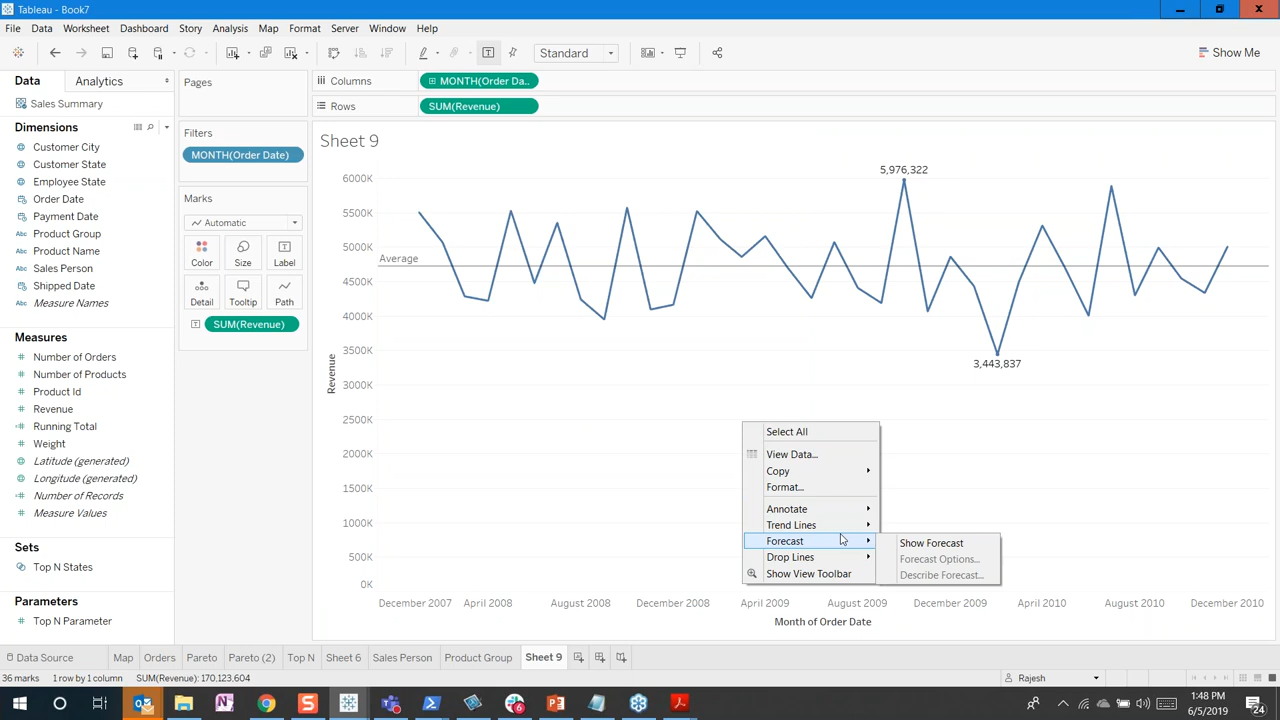 Tableau - Book7
File Data Worksheet Dashboard Story Analysis Map Format Server Window Help
Standard
Show Me
Data Analytics
Sales Summary
Dimensions
Customer City
Customer State
Employee State
Order Date
Payment Date
Abc Product Group
Abc Product Name
Abc Sales Person
Shipped Date
Abc Measure Names
Measures
# Number of Orders
# Number of Products
# Product Id
# Revenue
# Running Total
# Weight
Latitude (generated)
Longitude (generated)
Number of Records
# Measure Values
Sets
Top N States
Parameters
# Top N Parameter
Pages
Filters
MONTH(Order Date)
Marks
Automatic
Color Size Label
Detail Tooltip Path
SUM(Revenue)
Columns MONTH(Order Da..
Rows SUM(Revenue)
Sheet 9
5,976,322
6000K
5500K
5000K
Average
4500K
4000K
3500K
3,443,837
3000K
2500K
2000K
1500K
1000K
500K
0K
Revenue
December 2007 April 2008 August 2008 December 2008 April 2009 August 2009 December 2009 April 2010 August 2010 December 2010
Month of Order Date
Select All
View Data...
Copy
Format...
Annotate
Trend Lines
Forecast
Drop Lines
Show View Toolbar
Show Forecast
Forecast Options...
Describe Forecast...
Data Source Map Orders Pareto Pareto (2) Top N Sheet 6 Sales Person Product Group Sheet 9
36 marks 1 row by 1 column SUM(Revenue): 170.123.604
Rajesh
1:48 PM
6/5/2019
24